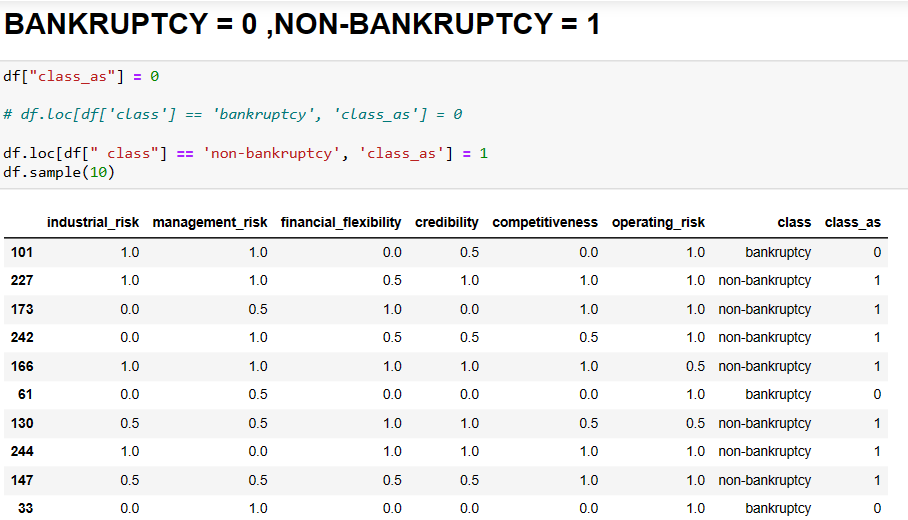 BANKRUPTCY = 0 ,NON-BANKRUPTCY = 1
df["class_as"] = 0
# df.loc[df['class'] == 'bankruptcy', 'class_as'] = 0
df.loc[df[" class"] == 'non-bankruptcy', 'class_as'] = 1
df.sample(10)
industrial_risk management_risk financial_flexibility credibility competitiveness operating_risk class class_as
101 1.0 1.0 0.0 0.5 0.0 1.0 bankruptcy 0
227 1.0 1.0 0.5 1.0 1.0 1.0 non-bankruptcy 1
173 0.0 0.5 1.0 0.0 1.0 1.0 non-bankruptcy 1
242 0.0 1.0 0.5 0.5 0.5 1.0 non-bankruptcy 1
166 1.0 1.0 1.0 1.0 1.0 0.5 non-bankruptcy 1
61 0.0 0.5 0.0 0.0 0.0 1.0 bankruptcy 0
130 0.5 0.5 1.0 1.0 0.5 0.5 non-bankruptcy 1
244 1.0 0.0 1.0 1.0 1.0 1.0 non-bankruptcy 1
147 0.5 0.5 0.5 0.5 1.0 1.0 non-bankruptcy 1
33 0.0 1.0 0.0 0.0 0.0 1.0 bankruptcy 0